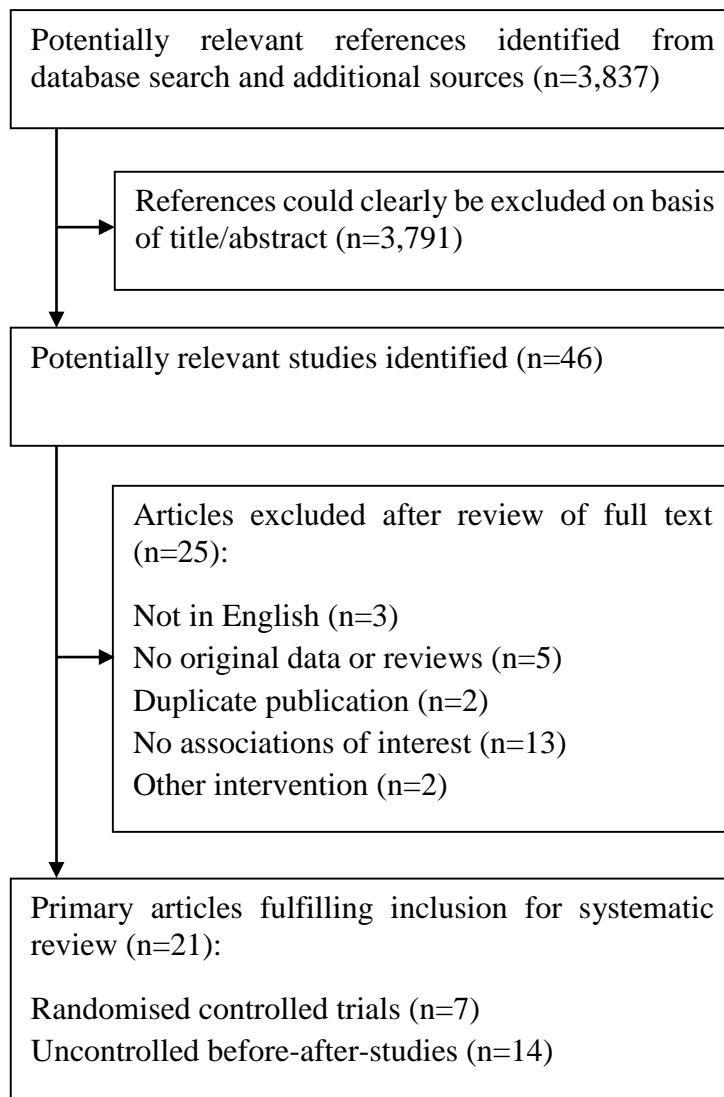 Potentially relevant references identified from
database search and additional sources (n=3,837)
References could clearly be excluded on basis
of title/abstract (n=3,791)
Potentially relevant studies identified (n=46)
Articles excluded after review of full text
(n=25):
Not in English (n=3)
No original data or reviews (n=5)
Duplicate publication (n=2)
No associations of interest (n=13)
Other intervention (n=2)
Primary articles fulfilling inclusion for systematic
review (n=21):
Randomised controlled trials (n=7)
Uncontrolled before-after-studies (n=14)